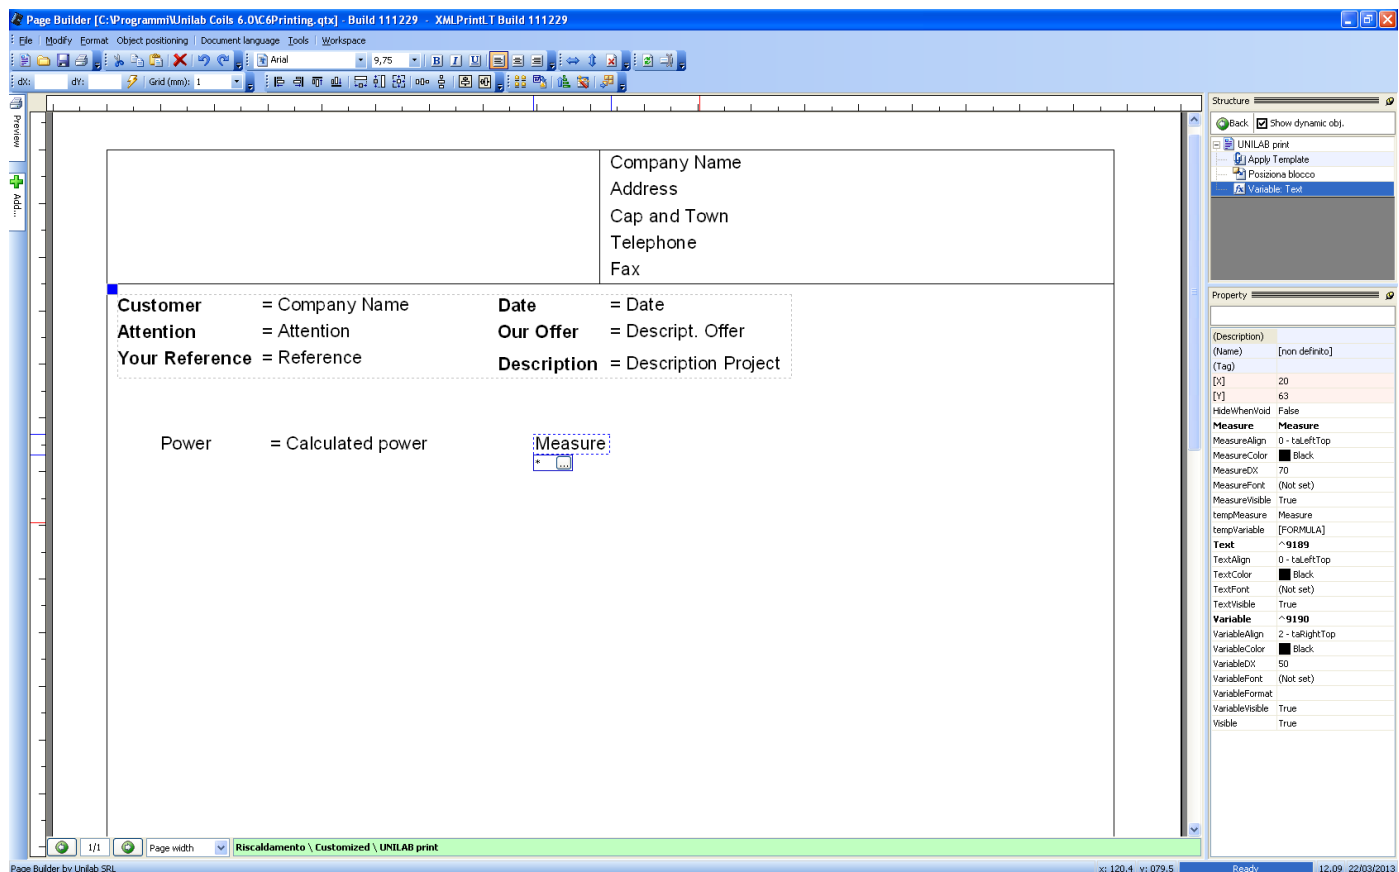 Page Builder [C:\Programmi\Unilab Coils 6.0\C6Printing.qtx] - Build 111229 - XMLPrintLT Build 111229
File Modify Format Object positioning Document language Tools Workspace
Arial 9,75 B I U
dX: dY: Grid (mm): 1
Preview
Add...
Company Name
Address
Cap and Town
Telephone
Fax
Customer = Company Name Date = Date
Attention = Attention Our Offer = Descript. Offer
Your Reference = Reference Description = Description Project
Power = Calculated power Measure
* ...
Structure
Back Show dynamic obj.
UNILAB print
Apply Template
Posiziona blocco
fx Variable: Text
Property
(Description)
(Name) [non definito]
(Tag)
[X] 20
[Y] 63
HideWhenVoid False
Measure Measure
MeasureAlign 0 - taLeftTop
MeasureColor Black
MeasureDX 70
MeasureFont (Not set)
MeasureVisible True
tempMeasure Measure
tempVariable [FORMULA]
Text ^9189
TextAlign 0 - taLeftTop
TextColor Black
TextFont (Not set)
TextVisible True
Variable ^9190
VariableAlign 2 - taRightTop
VariableColor Black
VariableDX 50
VariableFont (Not set)
VariableFormat
VariableVisible True
Visible True
1/1 Page width Riscaldamento \ Customized \ UNILAB print
Page Builder by Unilab SRL x: 120.4 y: 079.5 Ready 12.09 22/03/2013